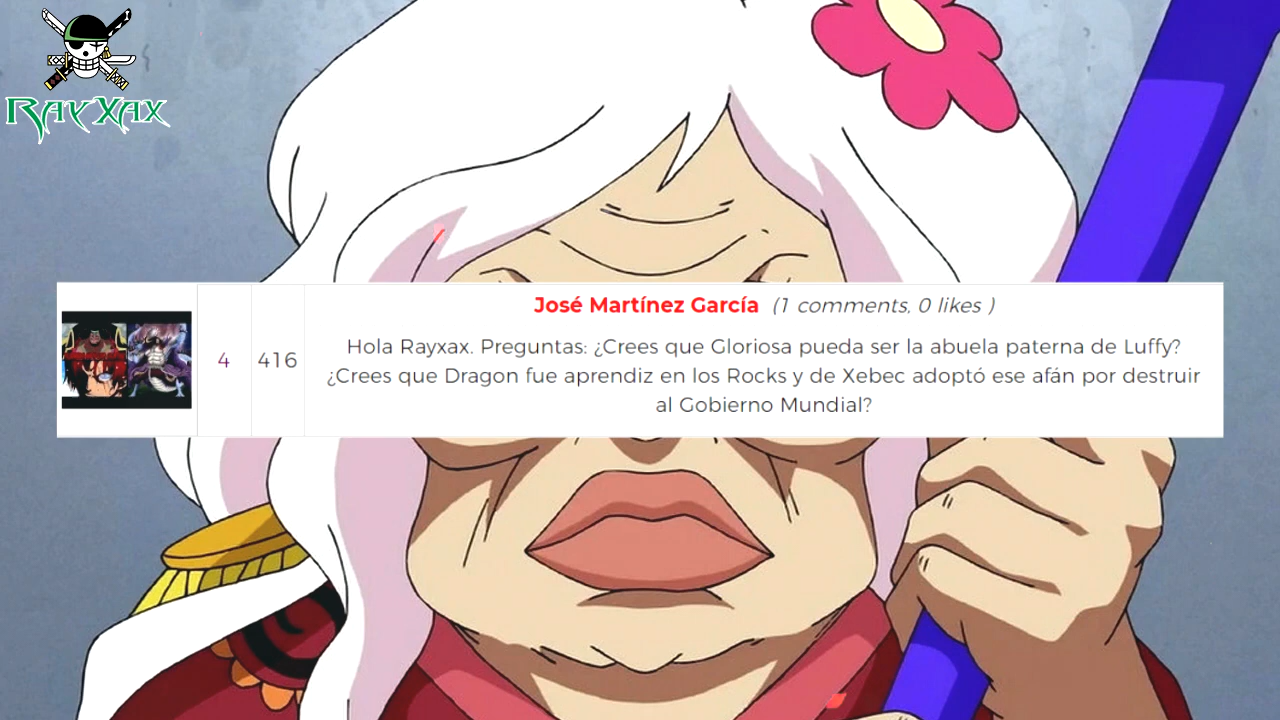 RayXax
José Martínez García (1 comments, 0 likes )
4
416
Hola Rayxax. Preguntas: ¿Crees que Gloriosa pueda ser la abuela paterna de Luffy?
¿Crees que Dragon fue aprendiz en los Rocks y de Xebec adoptó ese afán por destruir
al Gobierno Mundial?